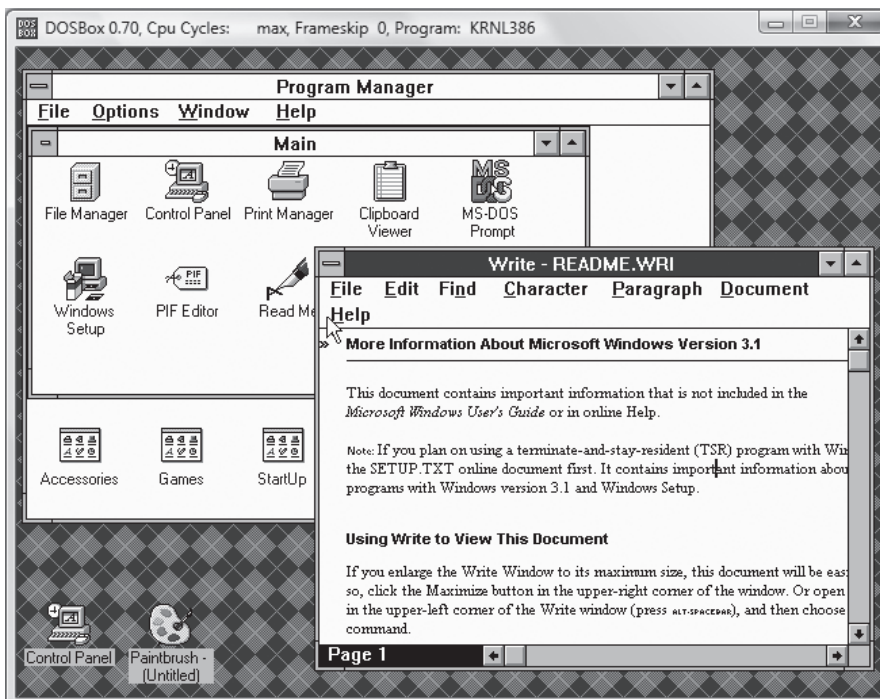 DOSBox 0.70, Cpu Cycles: max, Frameskip 0, Program: KRNL386
Program Manager
File Options Window Help
Main
File Manager Control Panel Print Manager Clipboard Viewer MS-DOS Prompt
Windows Setup PIF Editor Read Me
Accessories Games StartUp
Write - README.WRI
File Edit Find Character Paragraph Document
Help
» More Information About Microsoft Windows Version 3.1
This document contains important information that is not included in the
Microsoft Windows User's Guide or in online Help.
Note: If you plan on using a terminate-and-stay-resident (TSR) program with Win
the SETUP.TXT online document first. It contains important information abou
programs with Windows version 3.1 and Windows Setup.
Using Write to View This Document
If you enlarge the Write Window to its maximum size, this document will be eas
so, click the Maximize button in the upper-right corner of the window. Or open
in the upper-left corner of the Write window (press ALT-SPACEBAR), and then choose
command.
Page 1
Control Panel Paintbrush - (Untitled)